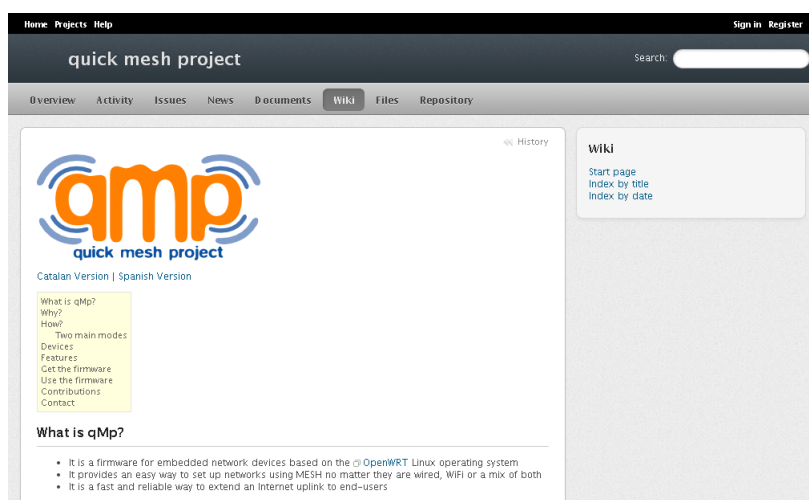 Home Projects Help
Sign in Register
quick mesh project
Search:
Overview Activity Issues News Documents Wiki Files Repository
History
qmp
quick mesh project
Catalan Version | Spanish Version
What is qMp?
Why?
How?
Two main modes
Devices
Features
Get the firmware
Use the firmware
Contributions
Contact
What is qMp?
It is a firmware for embedded network devices based on the OpenWRT Linux operating system
It provides an easy way to set up networks using MESH no matter they are wired, WiFi or a mix of both
It is a fast and reliable way to extend an Internet uplink to end-users
Wiki
Start page
Index by title
Index by date